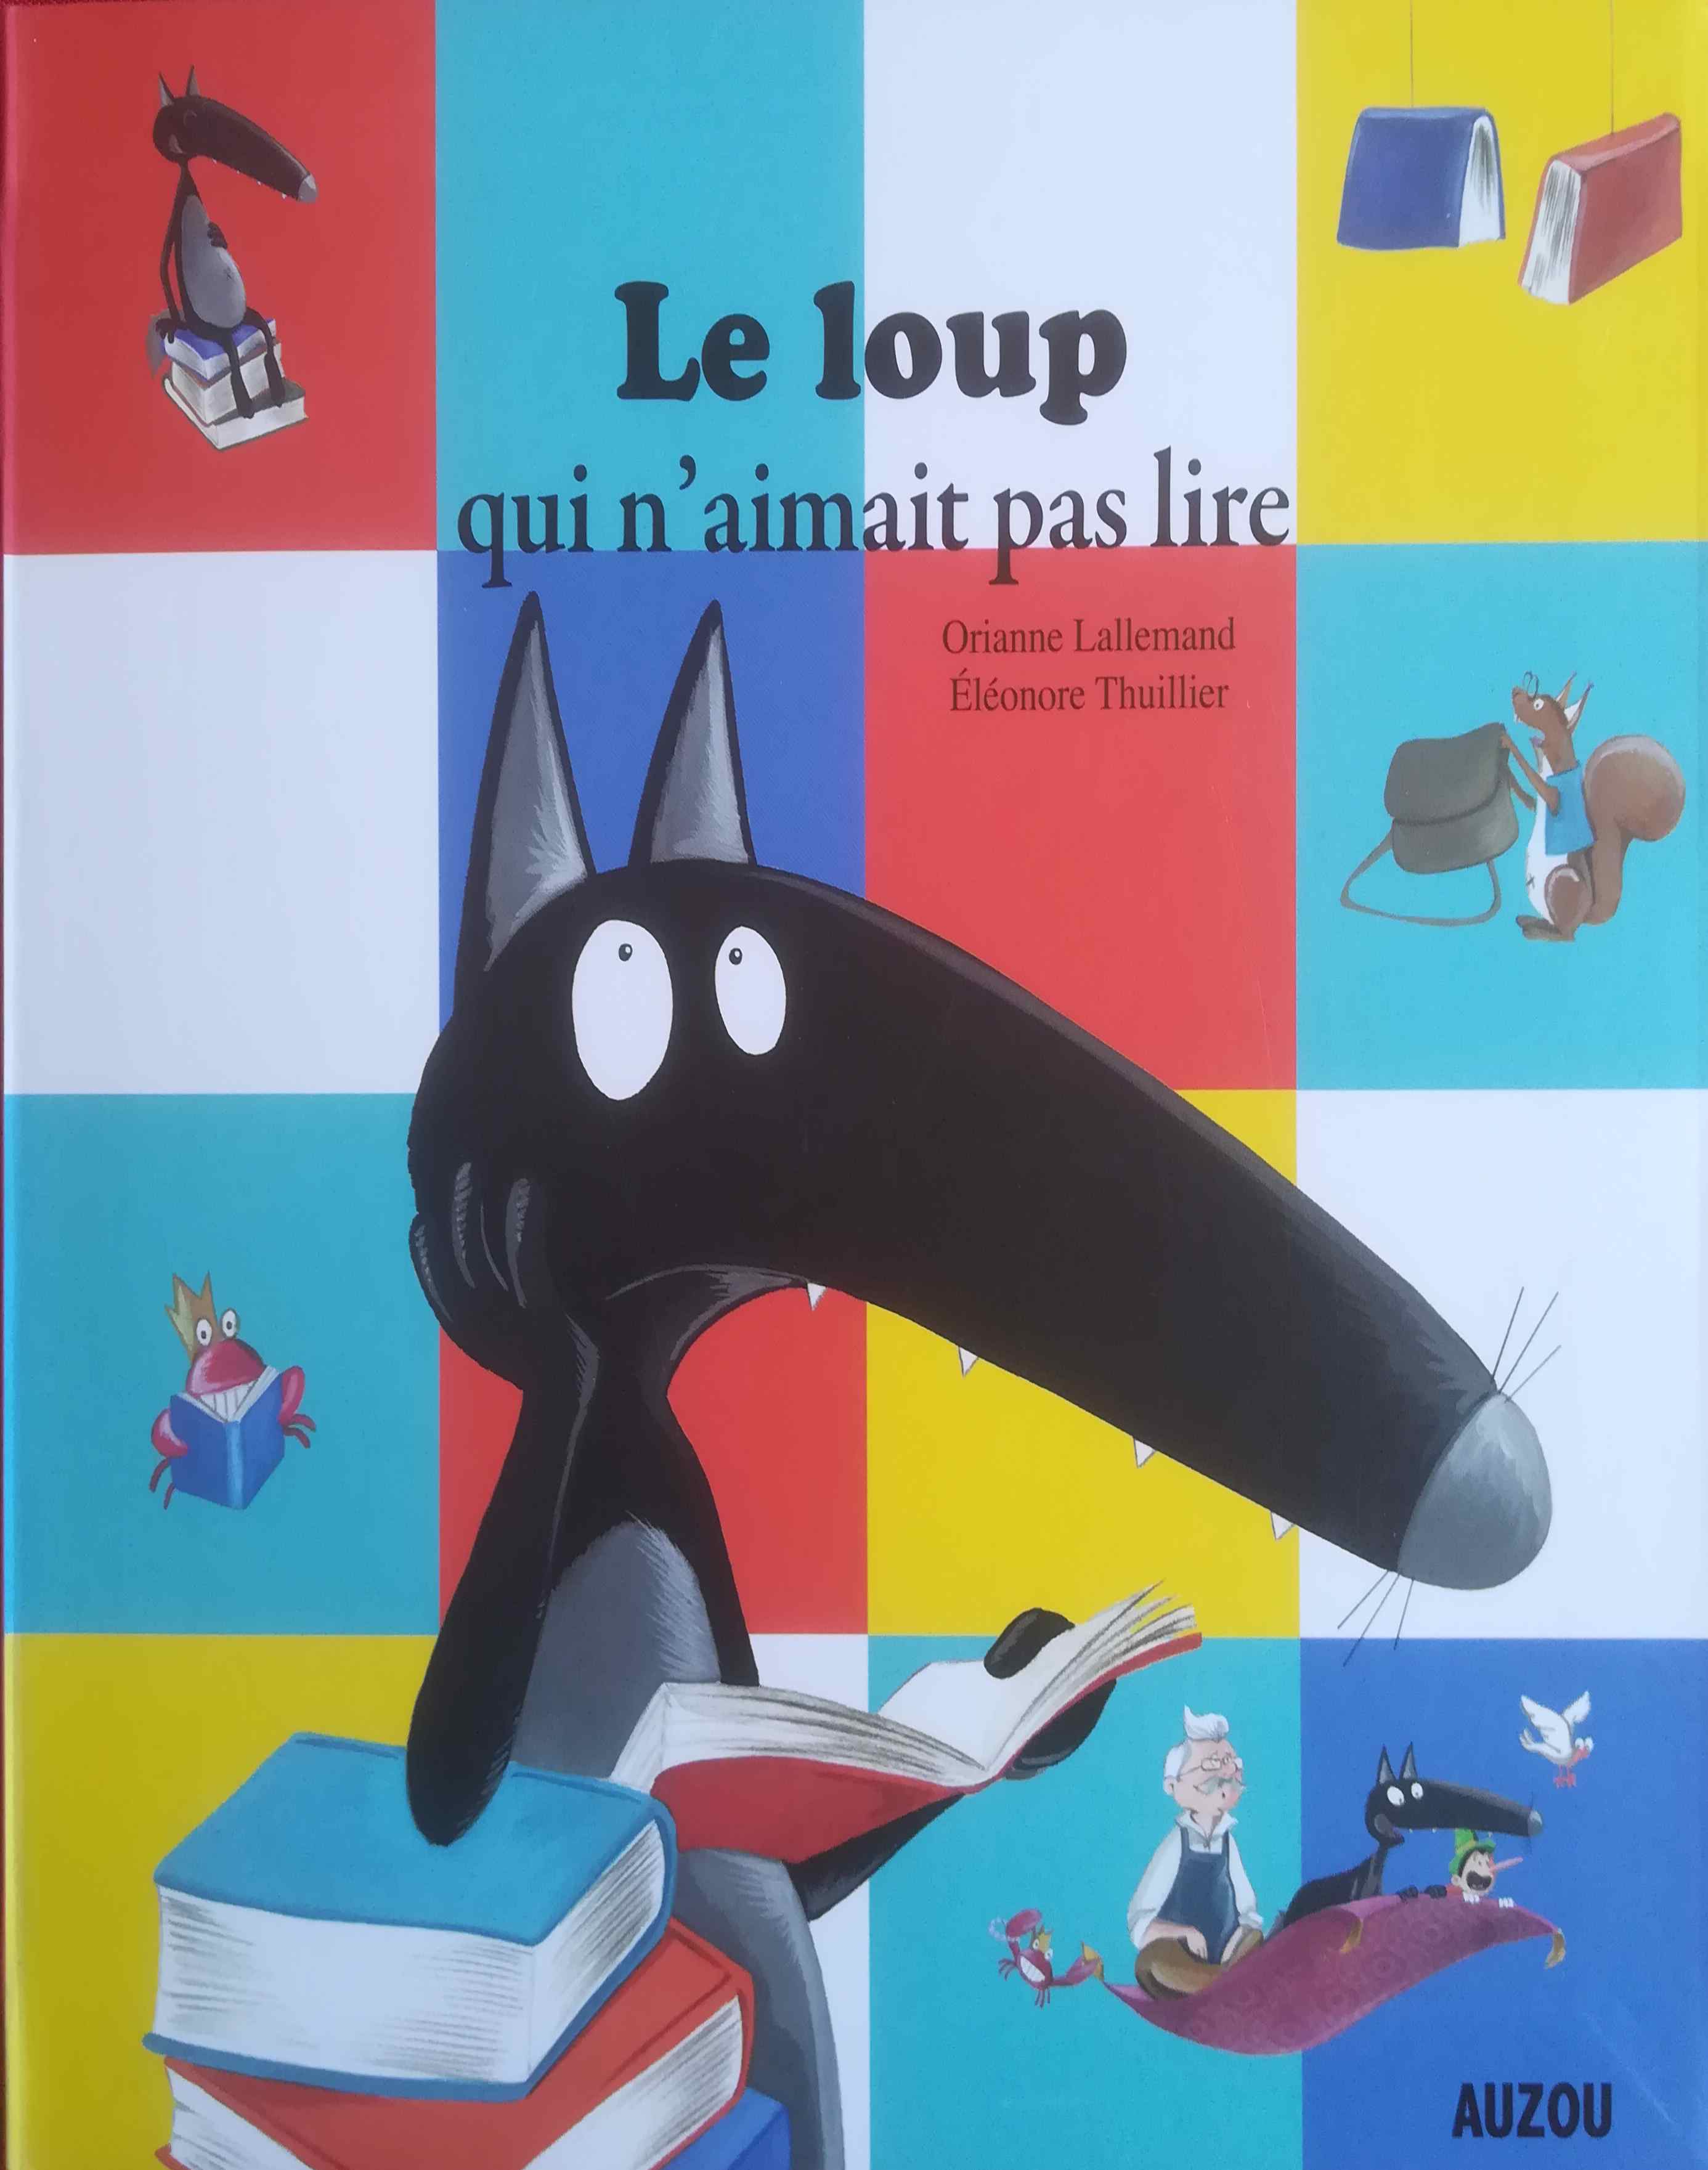 Le loup
qui n'aimait pas lire
Orianne Lallemand
Éléonore Thuillier
AUZOU